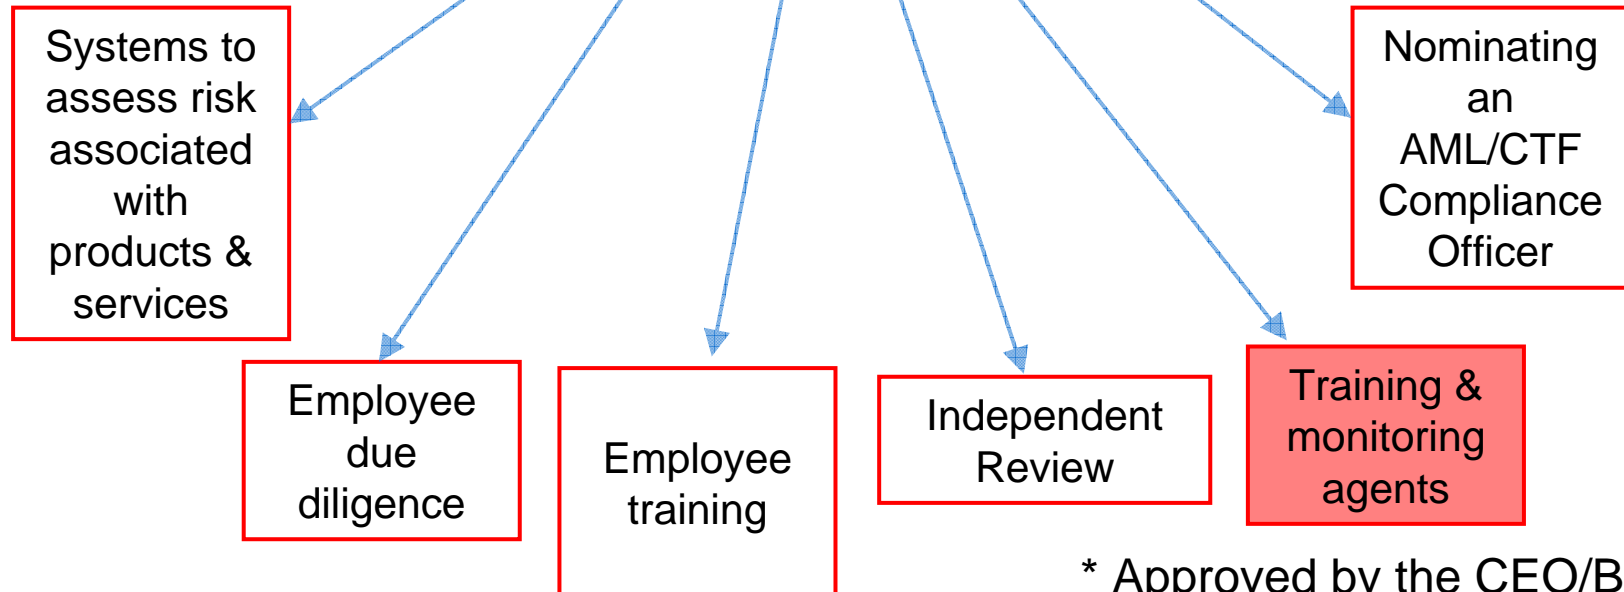 Systems to
assess risk
associated
with
products &
services
Employee
due
diligence
Employee
training
Independent
Review
Training &
monitoring
agents
Nominating
an
AML/CTF
Compliance
Officer
* Approved by the CEO/B